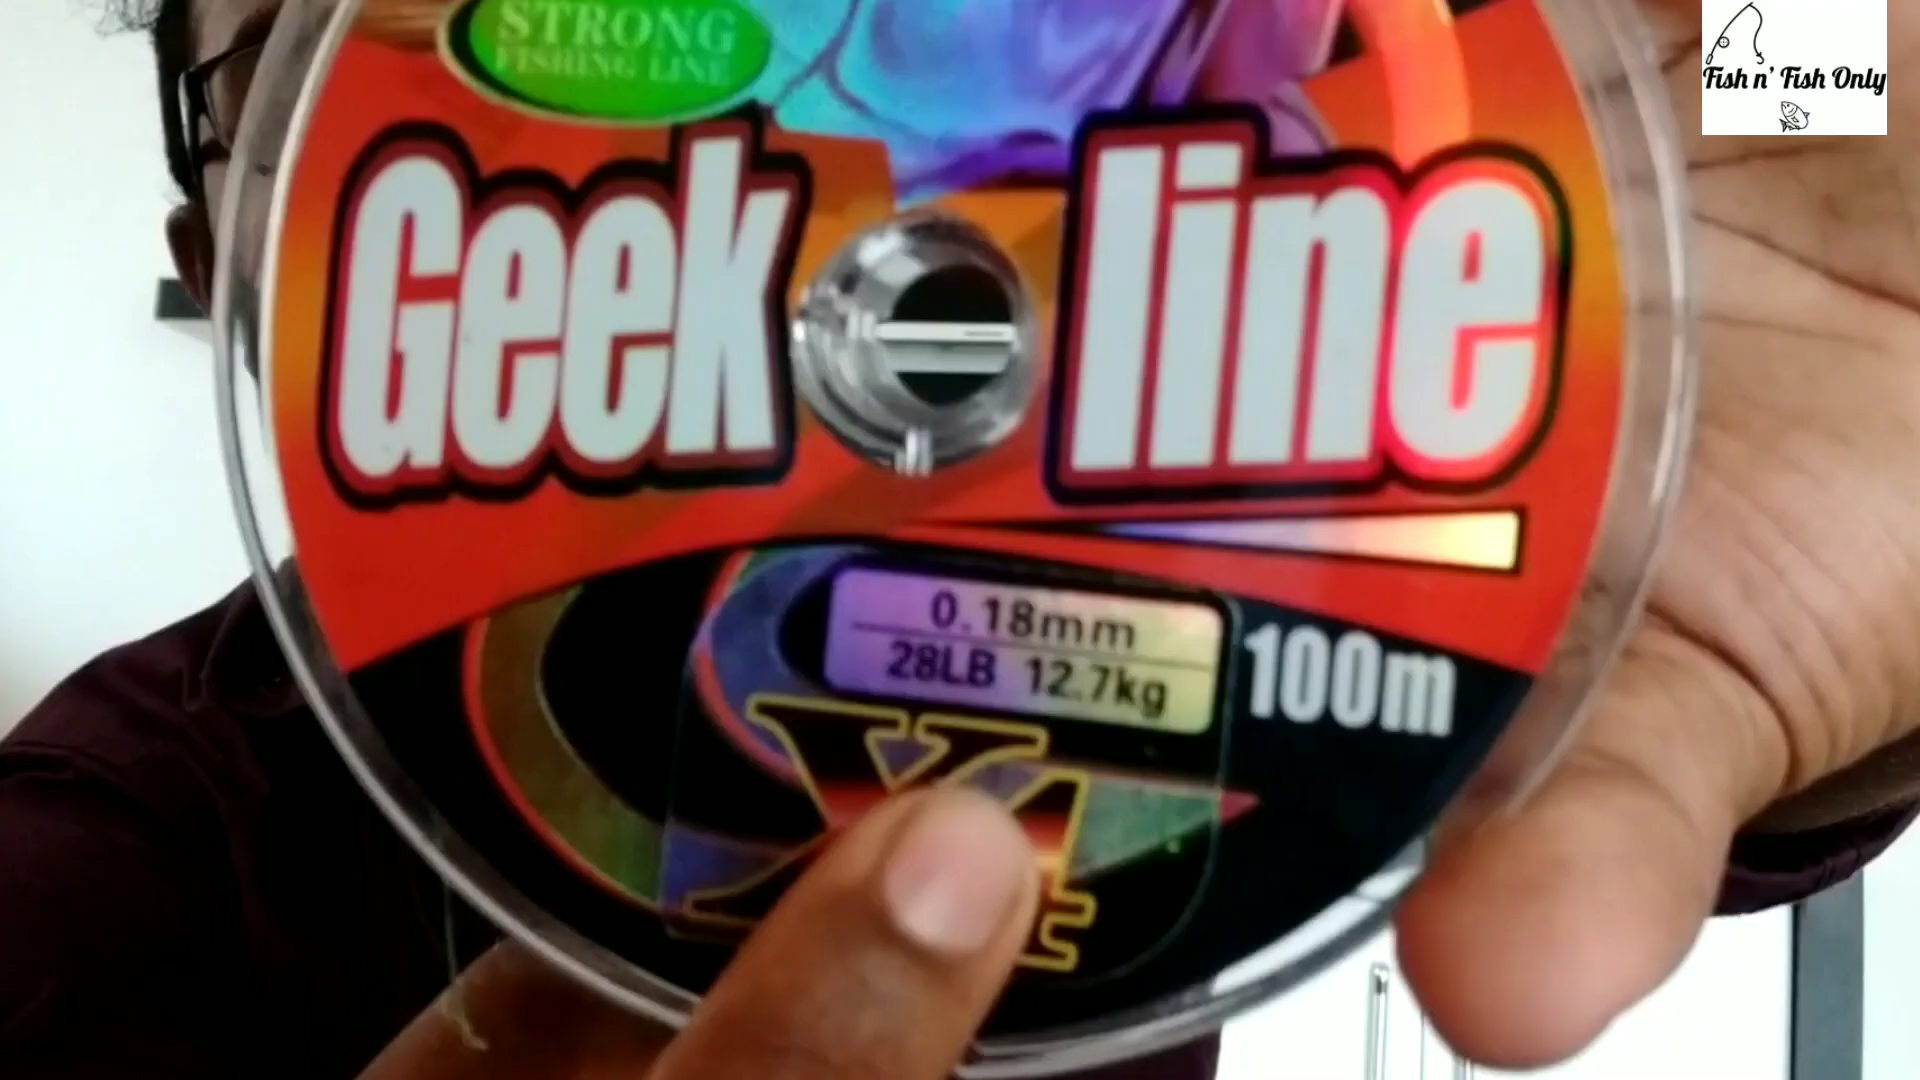 STRONG
FISHING LINE
Geek line
0.18mm
28LB 12.7kg
100m
X4
Fish n' Fish Only